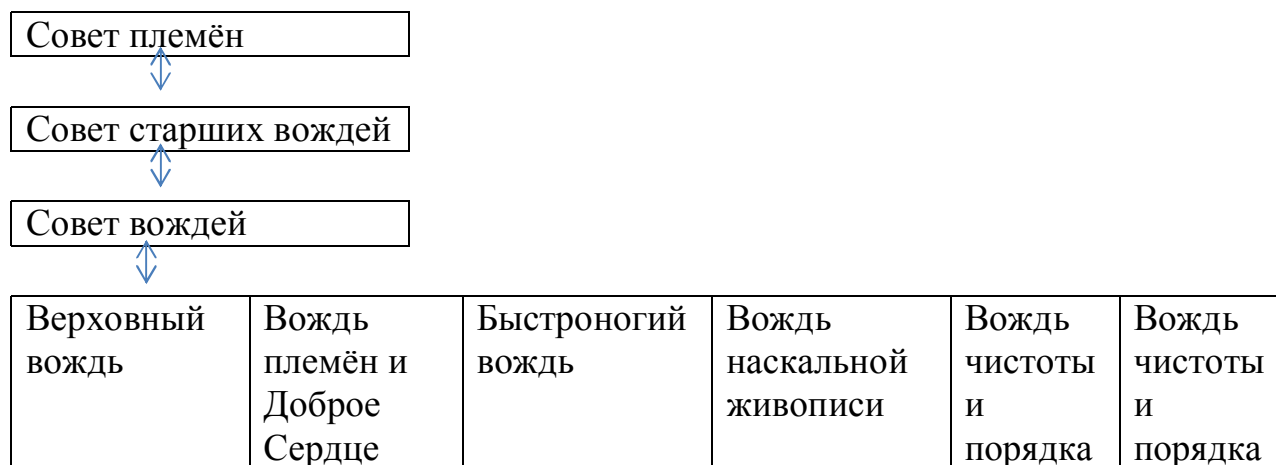 Совет племён
Совет старших вождей
Совет вождей
Верховный
вождь
Вождь
племён и
Доброе
Сердце
Быстроногий
вождь
Вождь
наскальной
живописи
Вождь
чистоты
и
порядка
Вождь
чистоты
и
порядка